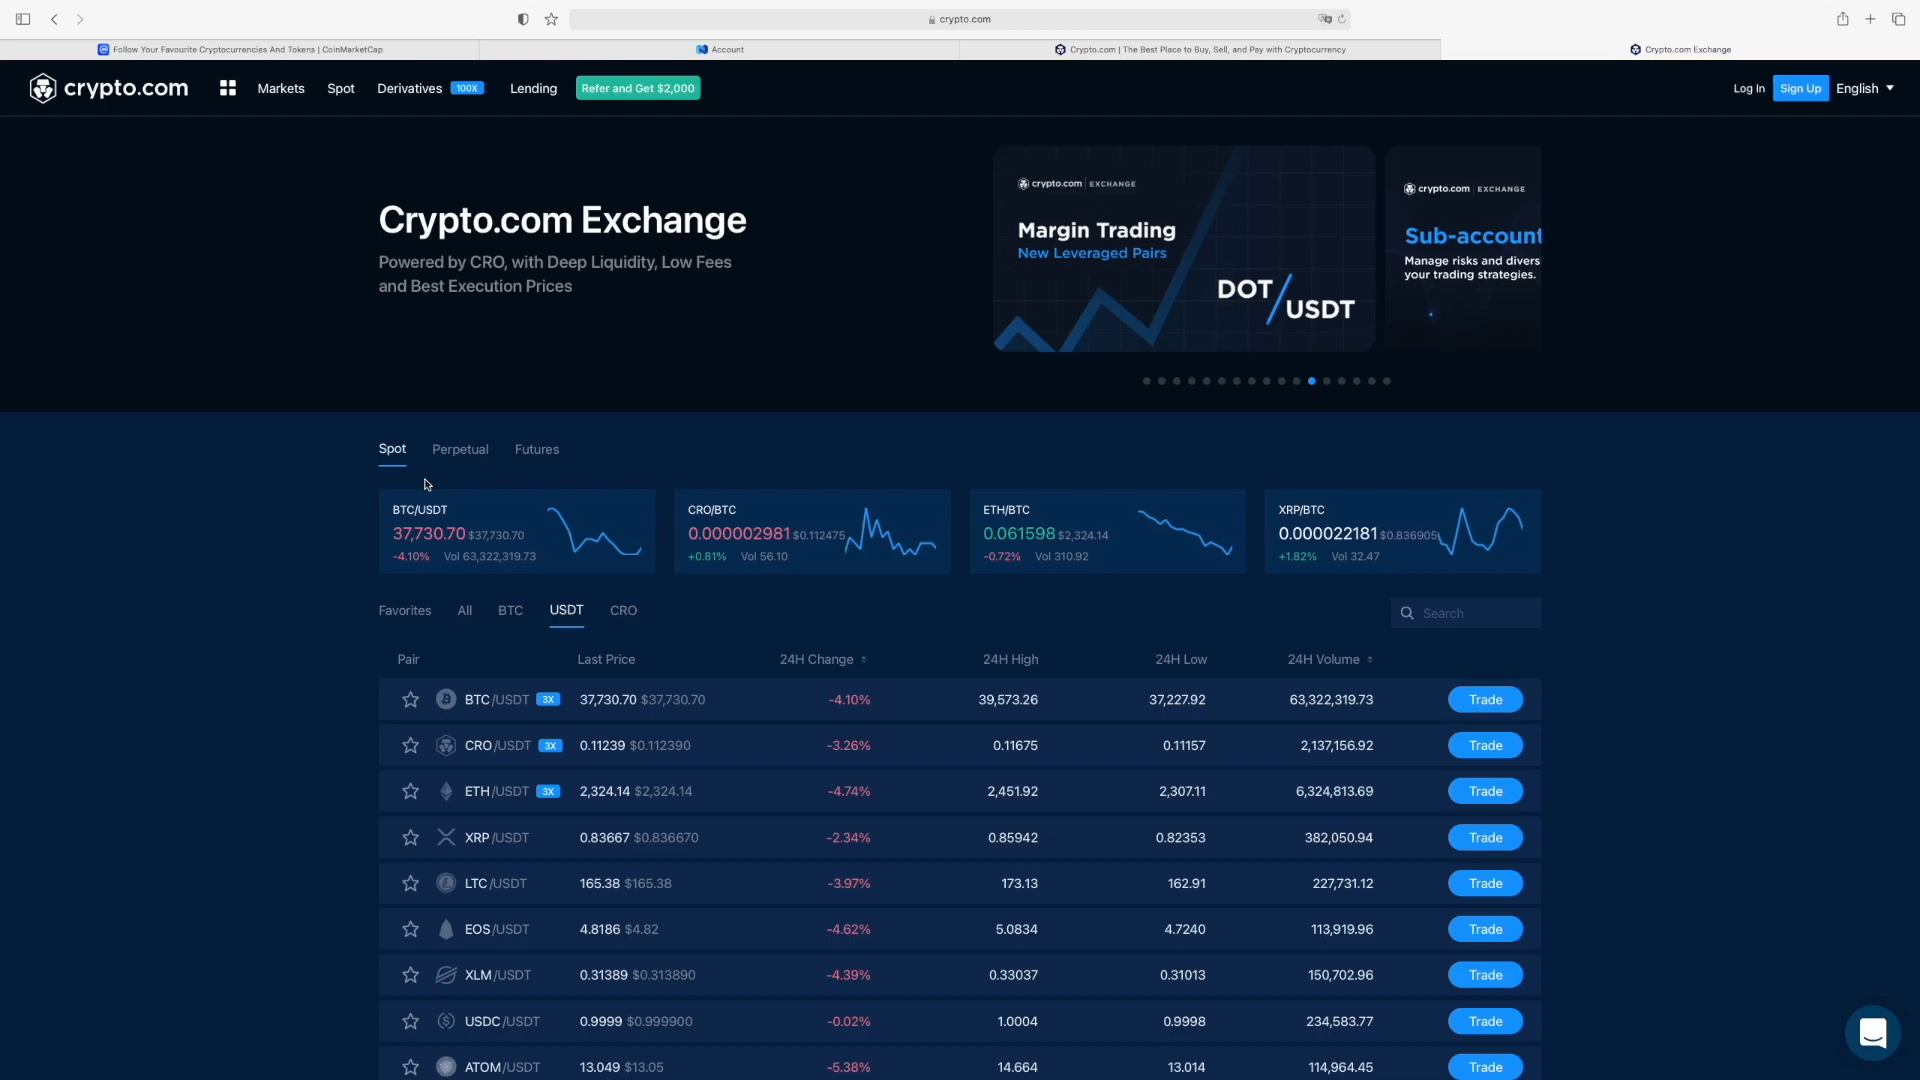 crypto.com
Follow Your Favourite Cryptocurrencies And Tokens | CoinMarketCap
Account
Crypto.com | The Best Place to Buy, Sell, and Pay with Cryptocurrency
Crypto.com Exchange
crypto.com
Markets
Spot
Derivatives 100X
Lending
Refer and Get $2,000
Log In
Sign Up
English
Crypto.com Exchange
Powered by CRO, with Deep Liquidity, Low Fees
and Best Execution Prices
crypto.com | EXCHANGE
Margin Trading
New Leveraged Pairs
DOT/USDT
crypto.com | EXCHANGE
Sub-account
Manage risks and divers
your trading strategies.
Spot Perpetual Futures
BTC/USDT
37,730.70 $37,730.70
-4.10% Vol 63,322,319.73
CRO/BTC
0.000002981 $0.112475
+0.81% Vol 56.10
ETH/BTC
0.061598 $2,324.14
-0.72% Vol 310.92
XRP/BTC
0.000022181 $0.836905
+1.82% Vol 32.47
Favorites All BTC USDT CRO
Search
Pair Last Price 24H Change 24H High 24H Low 24H Volume
BTC/USDT 3X 37,730.70 $37,730.70 -4.10% 39,573.26 37,227.92 63,322,319.73 Trade
CRO/USDT 3X 0.11239 $0.112390 -3.26% 0.11675 0.11157 2,137,156.92 Trade
ETH/USDT 3X 2,324.14 $2,324.14 -4.74% 2,451.92 2,307.11 6,324,813.69 Trade
XRP/USDT 0.83667 $0.836670 -2.34% 0.85942 0.82353 382,050.94 Trade
LTC/USDT 165.38 $165.38 -3.97% 173.13 162.91 227,731.12 Trade
EOS/USDT 4.8186 $4.82 -4.62% 5.0834 4.7240 113,919.96 Trade
XLM/USDT 0.31389 $0.313890 -4.39% 0.33037 0.31013 150,702.96 Trade
USDC/USDT 0.9999 $0.999900 -0.02% 1.0004 0.9998 234,583.77 Trade
ATOM/USDT 13.049 $13.05 -5.38% 14.664 13.014 114,964.45 Trade